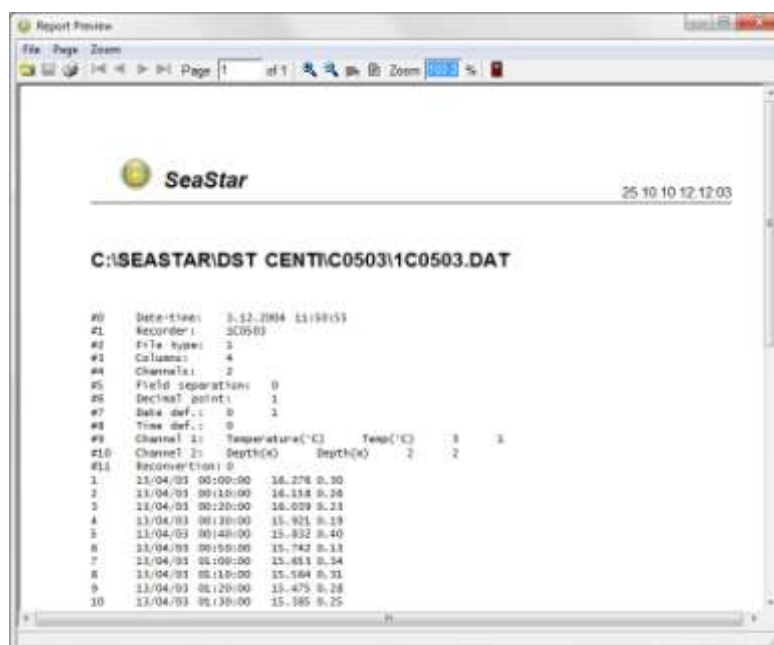 Report Preview
File Page Zoom
Page 1 of 1 Zoom 100.0 %
SeaStar
25.10.10 12:12:03
C:\SEASTAR\DST CENTI\C0503\1C0503.DAT
#0 Date-time: 3.12.2004 11:50:55
#1 Recorder: 1C0503
#2 File type: 1
#3 Columns: 4
#4 Channels: 2
#5 Field separation: 0
#6 Decimal point: 1
#7 Date def.: 0 1
#8 Time def.: 0
#9 Channel 1: Temperature(°C) Temp(°C) 3 1
#10 Channel 2: Depth(m) Depth(m) 2 2
#11 Reconvertion: 0
1 13/04/03 00:00:00 16.276 0.30
2 13/04/03 00:10:00 16.158 0.26
3 13/04/03 00:20:00 16.039 0.23
4 13/04/03 00:30:00 15.921 0.19
5 13/04/03 00:40:00 15.832 0.40
6 13/04/03 00:50:00 15.742 0.13
7 13/04/03 01:00:00 15.653 0.34
8 13/04/03 01:10:00 15.564 0.31
9 13/04/03 01:20:00 15.475 0.28
10 13/04/03 01:30:00 15.385 0.25